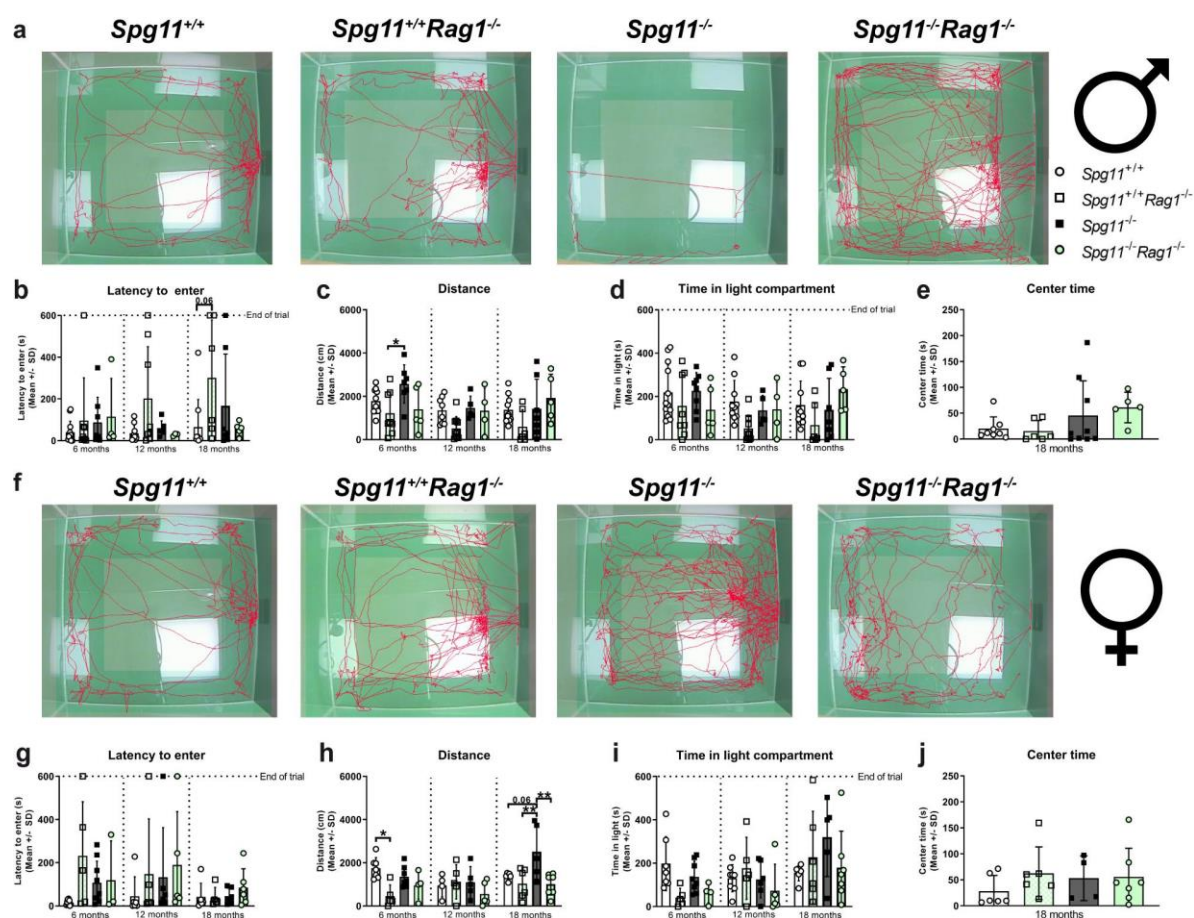 a
Spg11+/+
Spg11+/+Rag1-/-
Spg11-/-
Spg11-/-Rag1-/-
Spg11+/+
Spg11+/+Rag1-/-
Spg11-/-
Spg11-/-Rag1-/-
b
Latency to enter
Latency to enter (s)
(Mean +/- SD)
600
400
200
0
0.06
End of trial
6 months
12 months
18 months
c
Distance
Distance (cm)
(Mean +/- SD)
6000
4000
2000
0
*
6 months
12 months
18 months
d
Time in light compartment
Time in light (s)
(Mean +/- SD)
600
400
200
0
End of trial
6 months
12 months
18 months
e
Center time
Center time (s)
(Mean +/- SD)
250
200
150
100
50
0
18 months
f
Spg11+/+
Spg11+/+Rag1-/-
Spg11-/-
Spg11-/-Rag1-/-
g
Latency to enter
Latency to enter (s)
(Mean +/- SD)
600
400
200
0
End of trial
6 months
12 months
18 months
h
Distance
Distance (cm)
(Mean +/- SD)
6000
4000
2000
0
*
0.06
**
**
6 months
12 months
18 months
i
Time in light compartment
Time in light (s)
(Mean +/- SD)
600
400
200
0
End of trial
6 months
12 months
18 months
j
Center time
Center time (s)
(Mean +/- SD)
250
200
150
100
50
0
18 months